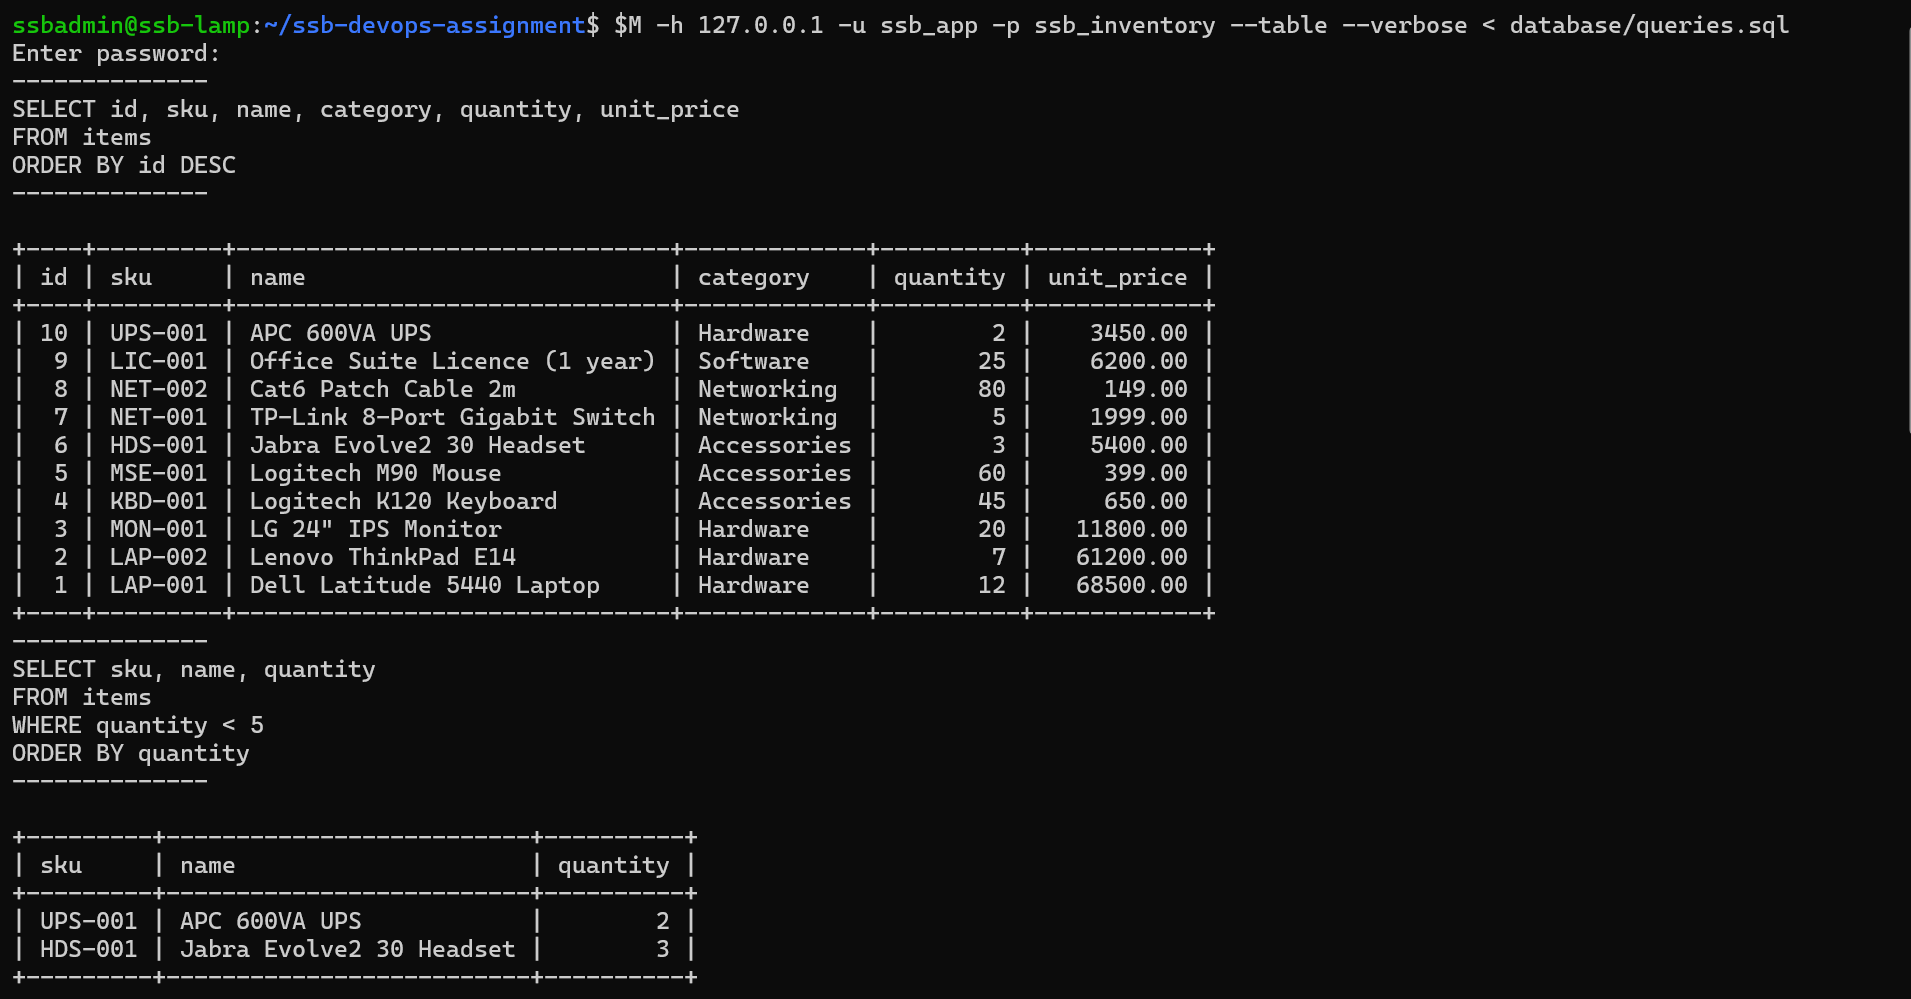 ssbadmin@ssb-lamp:~/ssb-devops-assignment$ $M -h 127.0.0.1 -u ssb_app -p ssb_inventory --table --verbose < database/queries.sql
Enter password:
--------------
SELECT id, sku, name, category, quantity, unit_price
FROM items
ORDER BY id DESC
--------------

+----+---------+-------------------------------+-------------+----------+------------+
| id | sku     | name                          | category    | quantity | unit_price |
+----+---------+-------------------------------+-------------+----------+------------+
| 10 | UPS-001 | APC 600VA UPS                 | Hardware    |        2 |    3450.00 |
|  9 | LIC-001 | Office Suite Licence (1 year) | Software    |       25 |    6200.00 |
|  8 | NET-002 | Cat6 Patch Cable 2m           | Networking  |       80 |     149.00 |
|  7 | NET-001 | TP-Link 8-Port Gigabit Switch | Networking  |        5 |    1999.00 |
|  6 | HDS-001 | Jabra Evolve2 30 Headset      | Accessories |        3 |    5400.00 |
|  5 | MSE-001 | Logitech M90 Mouse            | Accessories |       60 |     399.00 |
|  4 | KBD-001 | Logitech K120 Keyboard        | Accessories |       45 |     650.00 |
|  3 | MON-001 | LG 24" IPS Monitor            | Hardware    |       20 |   11800.00 |
|  2 | LAP-002 | Lenovo ThinkPad E14           | Hardware    |        7 |   61200.00 |
|  1 | LAP-001 | Dell Latitude 5440 Laptop     | Hardware    |       12 |   68500.00 |
+----+---------+-------------------------------+-------------+----------+------------+
--------------
SELECT sku, name, quantity
FROM items
WHERE quantity < 5
ORDER BY quantity
--------------

+---------+--------------------------+----------+
| sku     | name                     | quantity |
+---------+--------------------------+----------+
| UPS-001 | APC 600VA UPS            |        2 |
| HDS-001 | Jabra Evolve2 30 Headset |        3 |
+---------+--------------------------+----------+